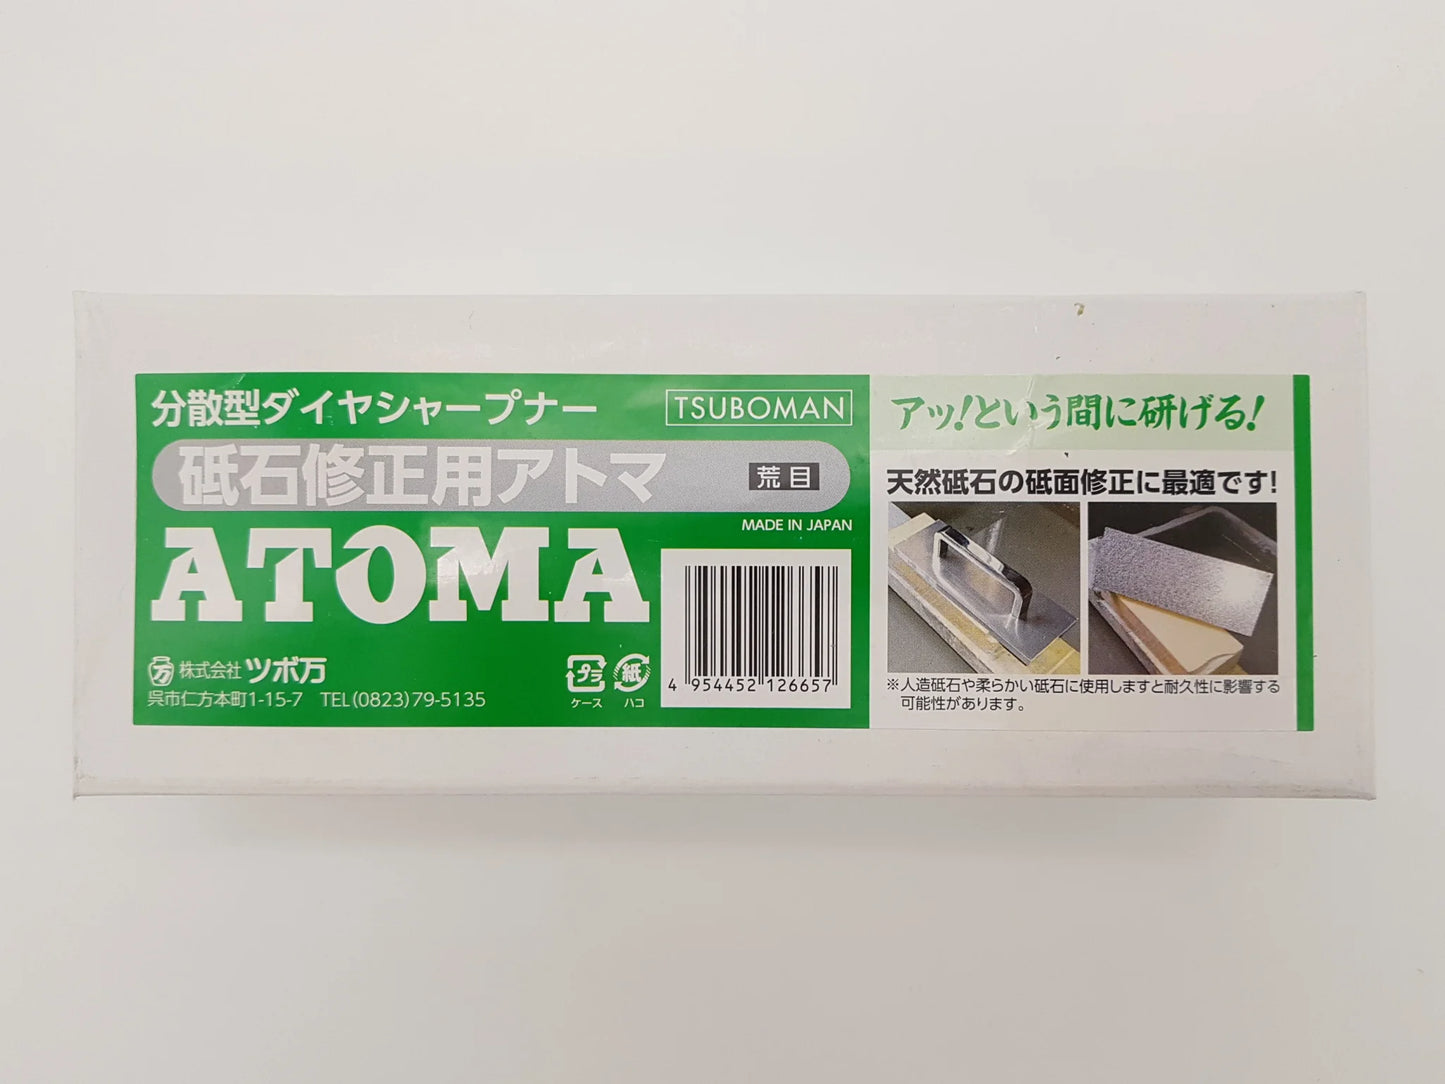 分散型ダイヤシャープナー
TSUBOMAN
砥石修正用アトマ
荒目
MADE IN JAPAN
ATOMA
万 株式会社 ツボ万
呉市仁方本町1-15-7 TEL(0823)79-5135
プラ
ケース
紙
ハコ
4 954452 126657
アッ!という間に研げる!
天然砥石の砥面修正に最適です!
※人造砥石や柔らかい砥石に使用しますと耐久性に影響する
可能性があります。